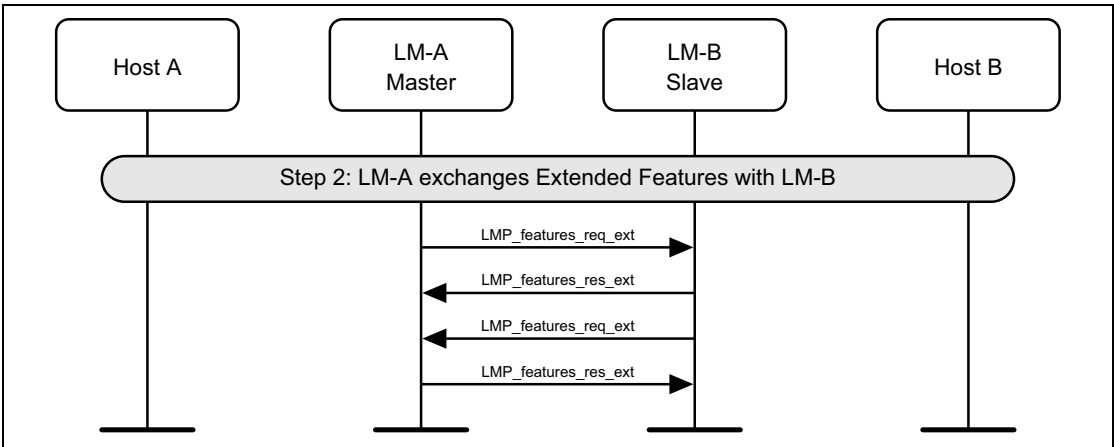 Host A
LM-A
Master
LM-B
Slave
Host B
Step 2: LM-A exchanges Extended Features with LM-B
LMP_features_req_ext
LMP_features_res_ext
LMP_features_req_ext
LMP_features_res_ext